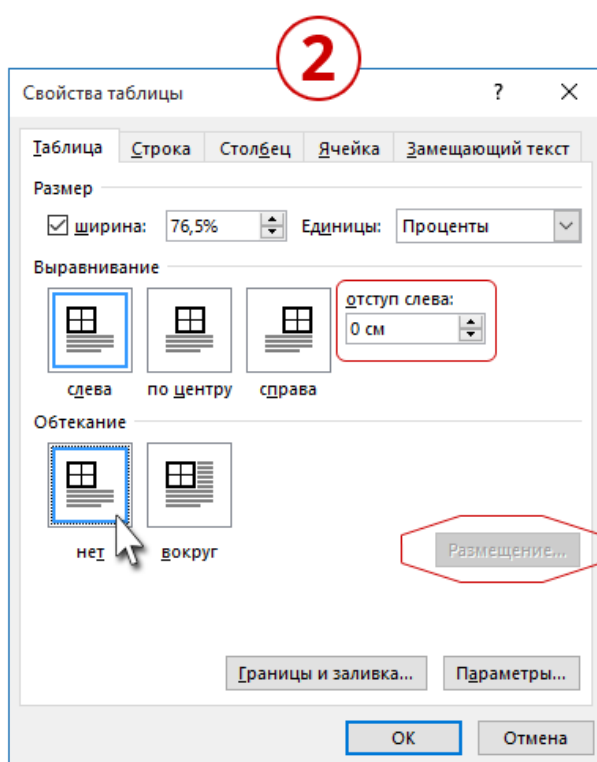 2
Свойства таблицы ?
Таблица Строка Столбец Ячейка Замещающий текст
Размер
ширина: 76,5% Единицы: Проценты
Выравнивание
отступ слева:
0 см
слева по центру справа
Обтекание
нет вокруг
Размещение...
Границы и заливка... Параметры...
ОК Отмена